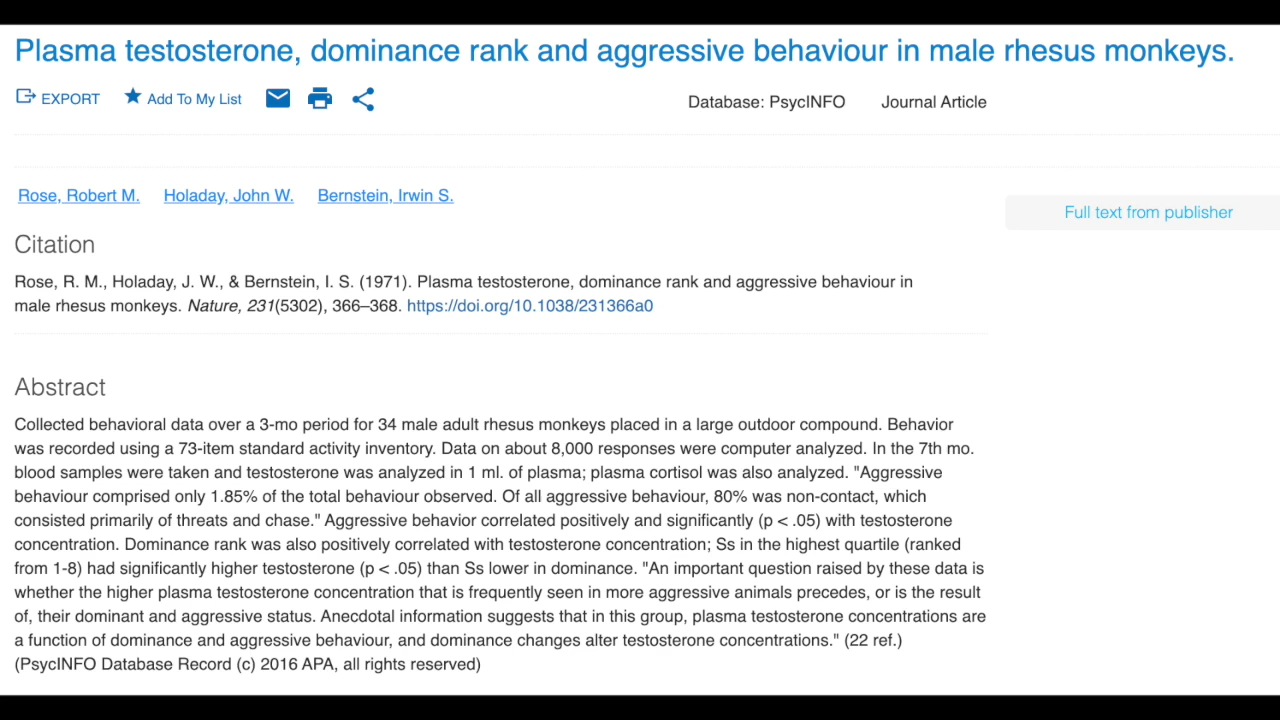 Plasma testosterone, dominance rank and aggressive behaviour in male rhesus monkeys.
EXPORT Add To My List Database: PsycINFO Journal Article
Rose, Robert M. Holaday, John W. Bernstein, Irwin S.
Full text from publisher
Citation
Rose, R. M., Holaday, J. W., & Bernstein, I. S. (1971). Plasma testosterone, dominance rank and aggressive behaviour in
male rhesus monkeys. Nature, 231(5302), 366–368. https://doi.org/10.1038/231366a0
Abstract
Collected behavioral data over a 3-mo period for 34 male adult rhesus monkeys placed in a large outdoor compound. Behavior
was recorded using a 73-item standard activity inventory. Data on about 8,000 responses were computer analyzed. In the 7th mo.
blood samples were taken and testosterone was analyzed in 1 ml. of plasma; plasma cortisol was also analyzed. "Aggressive
behaviour comprised only 1.85% of the total behaviour observed. Of all aggressive behaviour, 80% was non-contact, which
consisted primarily of threats and chase." Aggressive behavior correlated positively and significantly (p < .05) with testosterone
concentration. Dominance rank was also positively correlated with testosterone concentration; Ss in the highest quartile (ranked
from 1-8) had significantly higher testosterone (p < .05) than Ss lower in dominance. "An important question raised by these data is
whether the higher plasma testosterone concentration that is frequently seen in more aggressive animals precedes, or is the result
of, their dominant and aggressive status. Anecdotal information suggests that in this group, plasma testosterone concentrations are
a function of dominance and aggressive behaviour, and dominance changes alter testosterone concentrations." (22 ref.)
(PsycINFO Database Record (c) 2016 APA, all rights reserved)